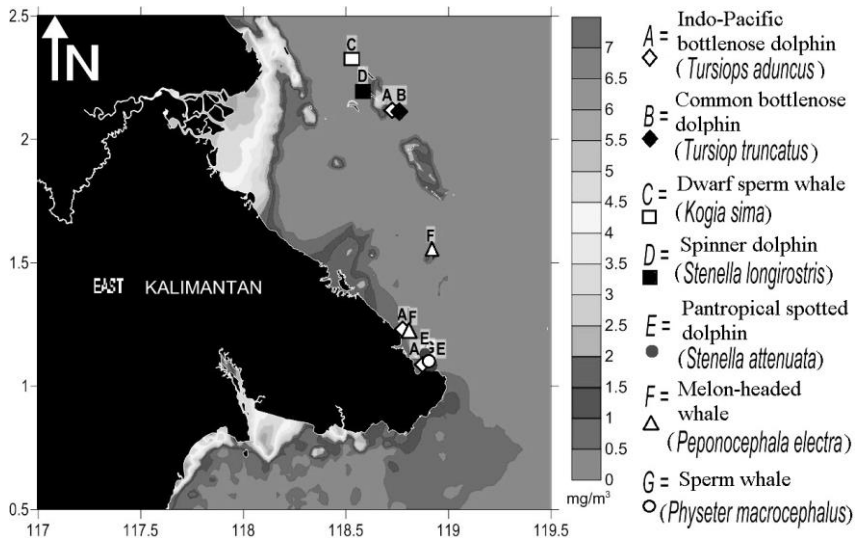 N
EAST KALIMANTAN
C
D
A B
F
A F
E
A G E
2.5
2
1.5
1
0.5
117 117.5 118 118.5 119 119.5
7
6.5
6
5.5
5
4.5
4
3.5
3
2.5
2
1.5
1
0.5
0
mg/m³
A = Indo-Pacific
bottlenose dolphin
(Tursiops aduncus)
B = Common bottlenose
dolphin
(Tursiop truncatus)
C = Dwarf sperm whale
(Kogia sima)
D = Spinner dolphin
(Stenella longirostris)
E = Pantropical spotted
dolphin
(Stenella attenuata)
F = Melon-headed
whale
(Peponocephala electra)
G = Sperm whale
(Physeter macrocephalus)